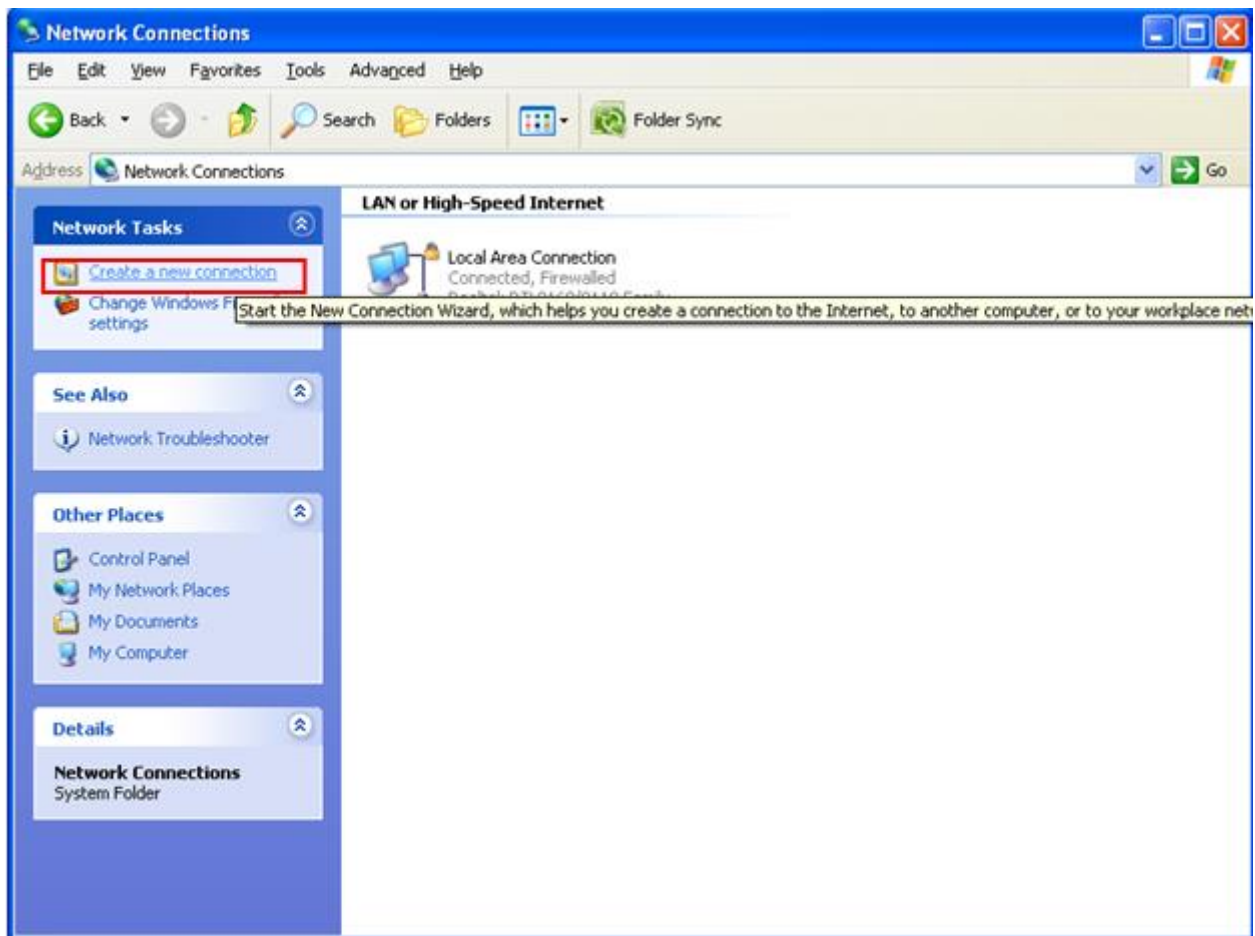 Network Connections
File Edit View Favorites Tools Advanced Help
Back Search Folders Folder Sync
Address Network Connections Go
Network Tasks
Create a new connection
Change Windows F
settings
See Also
Network Troubleshooter
Other Places
Control Panel
My Network Places
My Documents
My Computer
Details
Network Connections
System Folder
LAN or High-Speed Internet
Local Area Connection
Connected, Firewalled
Start the New Connection Wizard, which helps you create a connection to the Internet, to another computer, or to your workplace netw